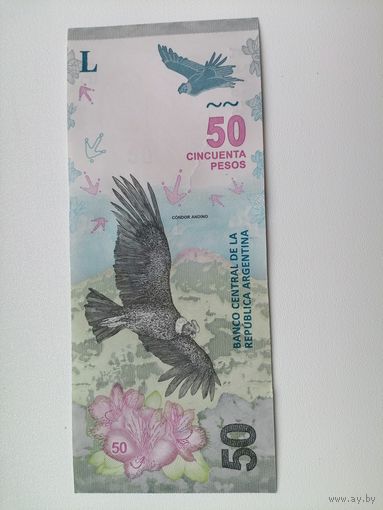 L
50
CINCUENTA
PESOS
CÓNDOR ANDINO
BANCO CENTRAL DE LA
REPÚBLICA ARGENTINA
50
50
www.ay.by